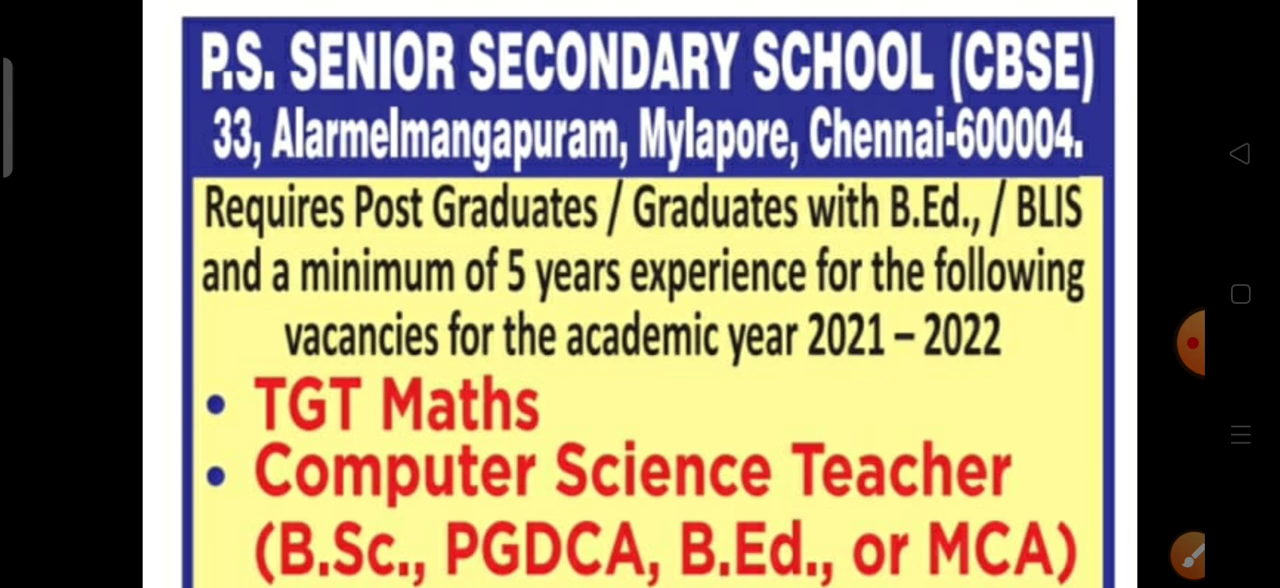 P.S. SENIOR SECONDARY SCHOOL (CBSE)
33, Alarmelmangapuram, Mylapore, Chennai-600004.
Requires Post Graduates / Graduates with B.Ed., / BLIS
and a minimum of 5 years experience for the following
vacancies for the academic year 2021 – 2022
• TGT Maths
• Computer Science Teacher
(B.Sc., PGDCA, B.Ed., or MCA)